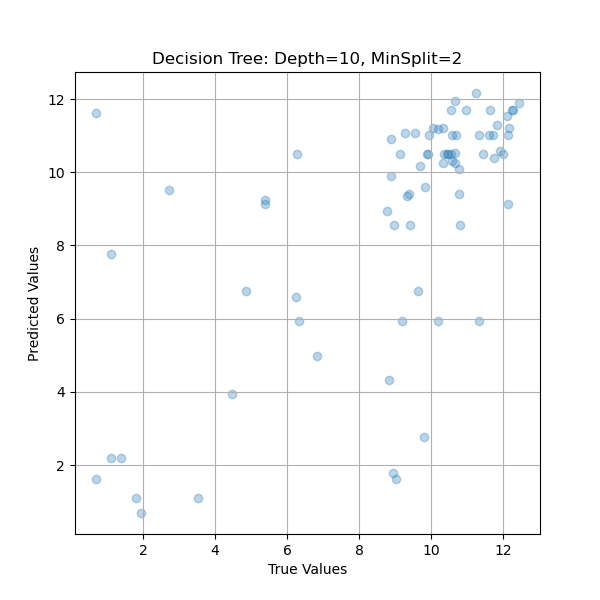 Decision Tree: Depth=10, MinSplit=2
12
10
8
6
4
2
Predicted Values
2 4 6 8 10 12
True Values